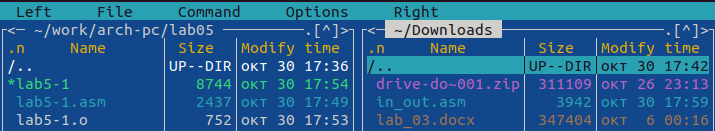 Left File Command Options Right
<─ ~/work/arch-pc/lab05 ─────.[^]>
.n Name Size Modify time
/.. UP--DIR окт 30 17:36
*lab5-1 8744 окт 30 17:54
lab5-1.asm 2437 окт 30 17:49
lab5-1.o 752 окт 30 17:53
<─ ~/Downloads ─────.[^]>
.n Name Size Modify time
/.. UP--DIR окт 30 17:42
drive-do~001.zip 311109 окт 26 23:13
in_out.asm 3942 окт 30 17:59
lab_03.docx 347404 окт 6 00:16